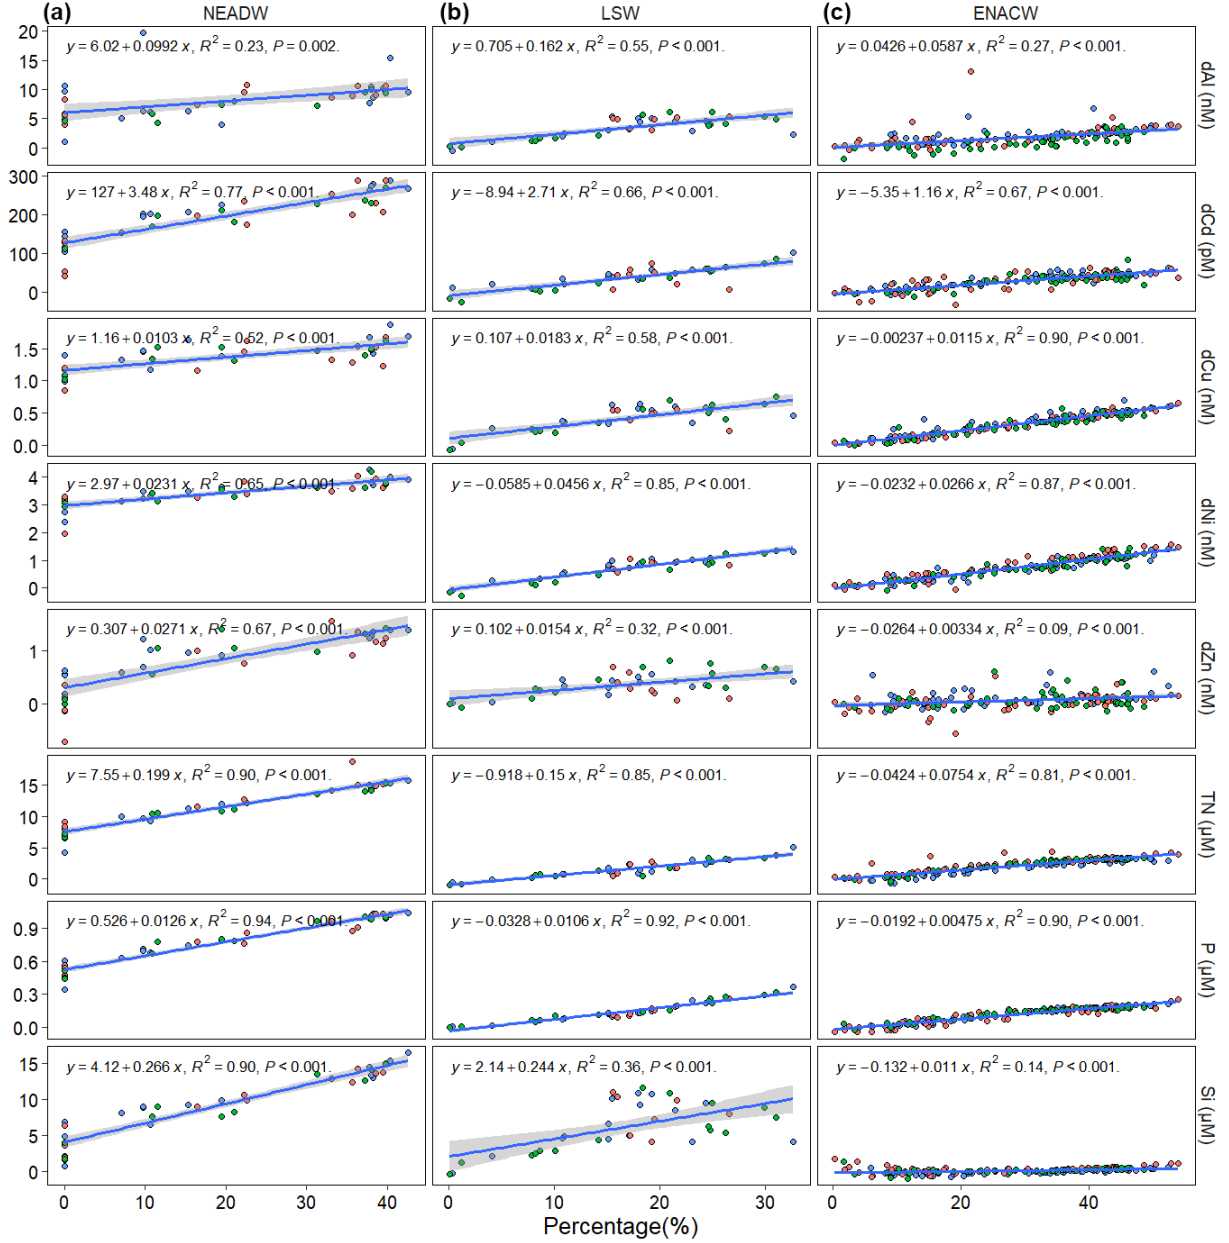 (a) NEADW (b) LSW (c) ENACW
20
15
10
5
0
y = 6.02 + 0.0992 x, R² = 0.23, P = 0.002.
y = 0.705 + 0.162 x, R² = 0.55, P < 0.001.
y = 0.0426 + 0.0587 x, R² = 0.27, P < 0.001.
dAl (nM)
300
200
100
0
y = 127 + 3.48 x, R² = 0.77, P < 0.001.
y = −8.94 + 2.71 x, R² = 0.66, P < 0.001.
y = −5.35 + 1.16 x, R² = 0.67, P < 0.001.
dCd (pM)
1.5
1.0
0.5
0.0
y = 1.16 + 0.0103 x, R² = 0.52, P < 0.001.
y = 0.107 + 0.0183 x, R² = 0.58, P < 0.001.
y = −0.00237 + 0.0115 x, R² = 0.90, P < 0.001.
dCu (nM)
4
3
2
1
0
y = 2.97 + 0.0231 x, R² = 0.65, P < 0.001.
y = −0.0585 + 0.0456 x, R² = 0.85, P < 0.001.
y = −0.0232 + 0.0266 x, R² = 0.87, P < 0.001.
dNi (nM)
1
0
y = 0.307 + 0.0271 x, R² = 0.67, P < 0.001.
y = 0.102 + 0.0154 x, R² = 0.32, P < 0.001.
y = −0.0264 + 0.00334 x, R² = 0.09, P < 0.001.
dZn (nM)
15
10
5
0
y = 7.55 + 0.199 x, R² = 0.90, P < 0.001.
y = −0.918 + 0.15 x, R² = 0.85, P < 0.001.
y = −0.0424 + 0.0754 x, R² = 0.81, P < 0.001.
TN (µM)
0.9
0.6
0.3
0.0
y = 0.526 + 0.0126 x, R² = 0.94, P < 0.001.
y = −0.0328 + 0.0106 x, R² = 0.92, P < 0.001.
y = −0.0192 + 0.00475 x, R² = 0.90, P < 0.001.
P (µM)
15
10
5
0
y = 4.12 + 0.266 x, R² = 0.90, P < 0.001.
y = 2.14 + 0.244 x, R² = 0.36, P < 0.001.
y = −0.132 + 0.011 x, R² = 0.14, P < 0.001.
Si (µM)
0 10 20 30 40 0 10 20 30 0 20 40
Percentage(%)